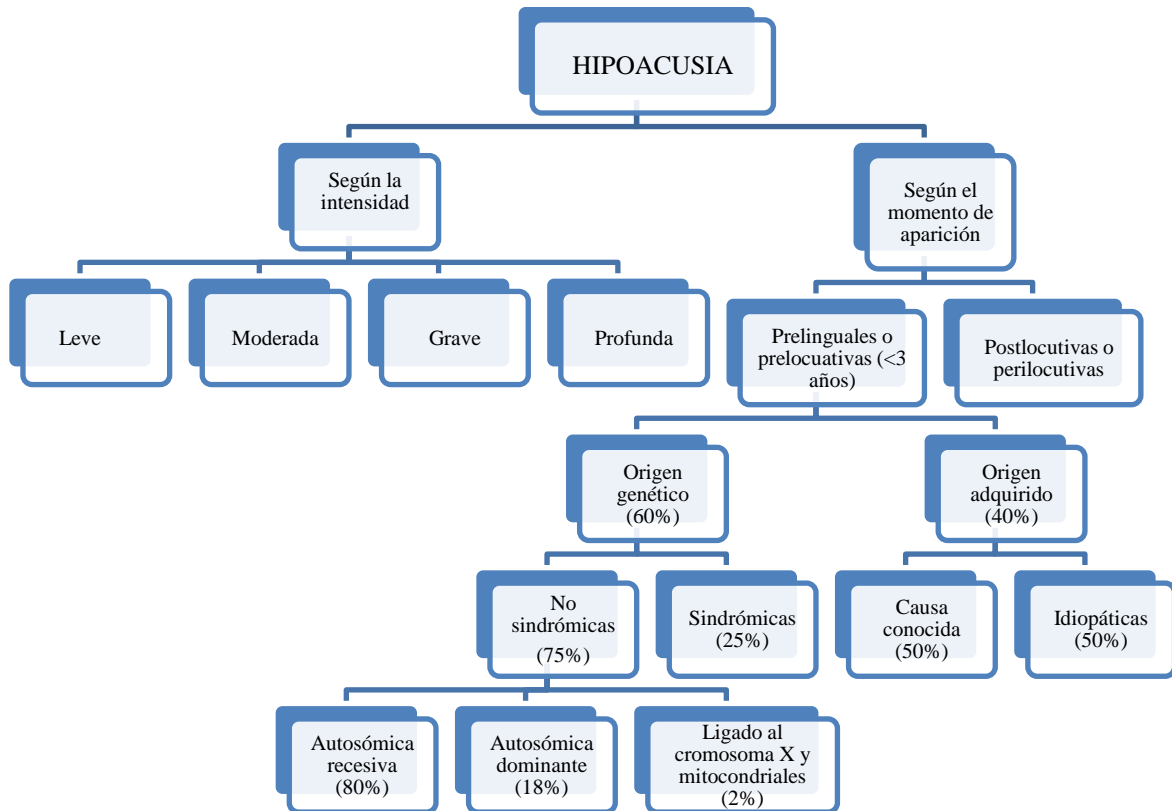 HIPOACUSIA
Según la
intensidad
Según el
momento de
aparición
Leve
Moderada
Grave
Profunda
Prelinguales o
prelocuativas (<3
años)
Postlocutivas o
perilocutivas
Origen
genético
(60%)
Origen
adquirido
(40%)
No
sindrómicas
(75%)
Sindrómicas
(25%)
Causa
conocida
(50%)
Idiopáticas
(50%)
Autosómica
recesiva
(80%)
Autosómica
dominante
(18%)
Ligado al
cromosoma X y
mitocondriales
(2%)